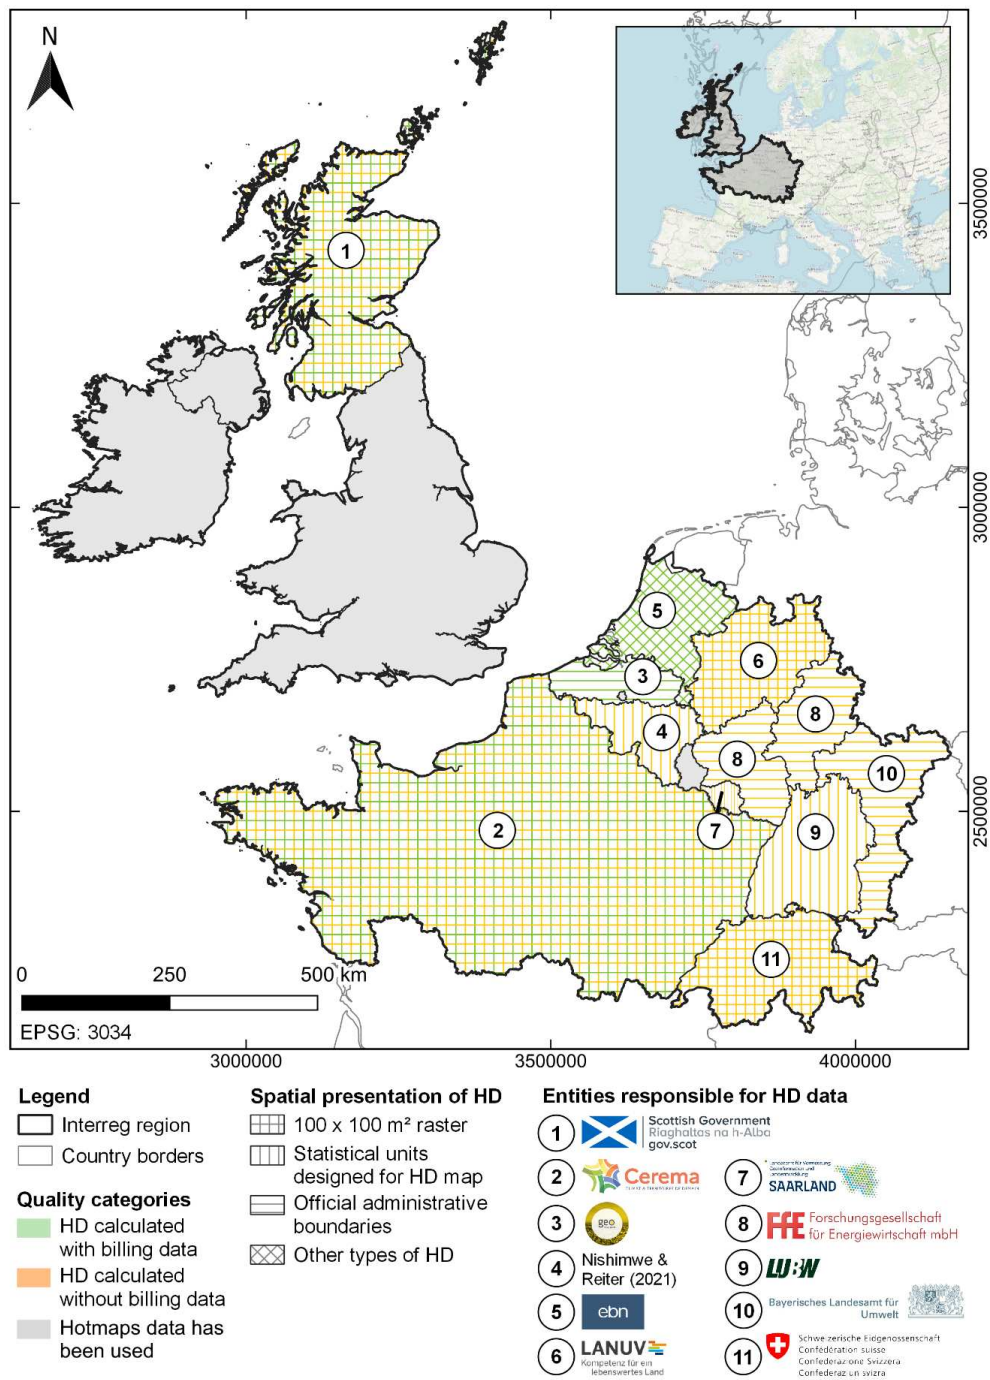 N
1
5
3
6
4
8
8
10
2
7
9
11
3500000
3000000
2500000
0 250 500 km
EPSG: 3034
3000000 3500000 4000000
Legend
Interreg region
Country borders
Quality categories
HD calculated
with billing data
HD calculated
without billing data
Hotmaps data has
been used
Spatial presentation of HD
100 x 100 m² raster
Statistical units
designed for HD map
Official administrative
boundaries
Other types of HD
Entities responsible for HD data
1 Scottish Government
Riaghaltas na h-Alba
gov.scot
2 Cerema
3 geo
4 Nishimwe &
Reiter (2021)
5 ebn
6 LANUV
Kompetenz für ein
lebenswertes Land
7 SAARLAND
8 FfE Forschungsgesellschaft
für Energiewirtschaft mbH
9 LUBW
10 Bayerisches Landesamt für
Umwelt
11 Schweizerische Eidgenossenschaft
Confédération suisse
Confederazione Svizzera
Confederaziun svizra